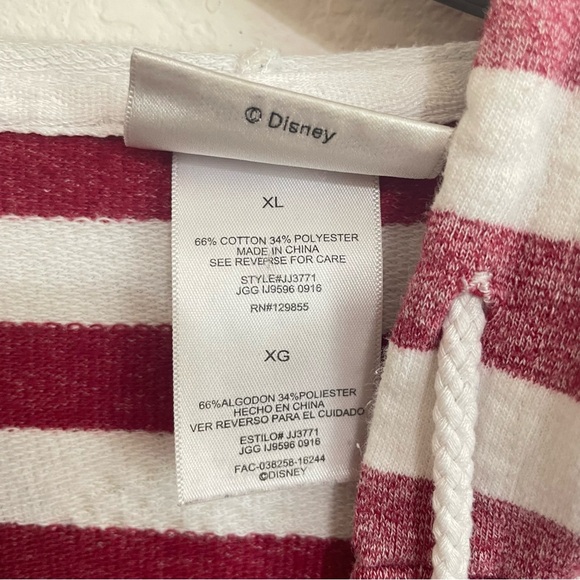 © Disney
XL
66% COTTON 34% POLYESTER
MADE IN CHINA
SEE REVERSE FOR CARE
STYLE#JJ3771
JGG IJ9596 0916
RN#129855
XG
66%ALGODON 34%POLIESTER
HECHO EN CHINA
VER REVERSO PARA EL CUIDADO
ESTILO# JJ3771
JGG IJ9596 0916
FAC-038258-16244
©DISNEY